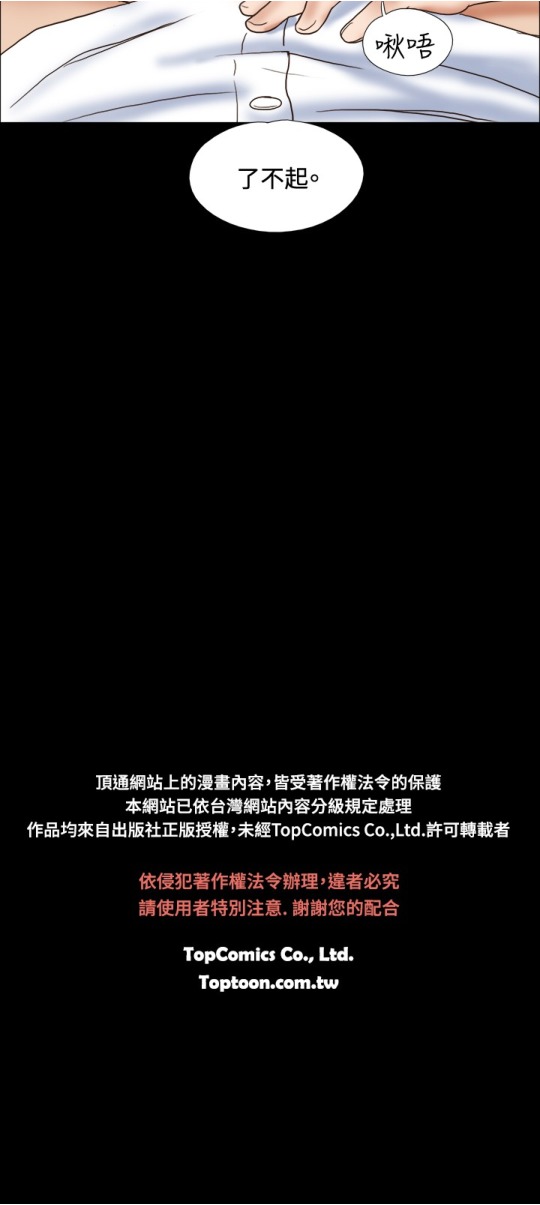 啾唔
了不起。
頂通網站上的漫畫內容，皆受著作權法令的保護
本網站已依台灣網站內容分級規定處理
作品均來自出版社正版授權，未經TopComics Co.,Ltd.許可轉載者
依侵犯著作權法令辦理，違者必究
請使用者特別注意. 謝謝您的配合
TopComics Co., Ltd.
Toptoon.com.tw